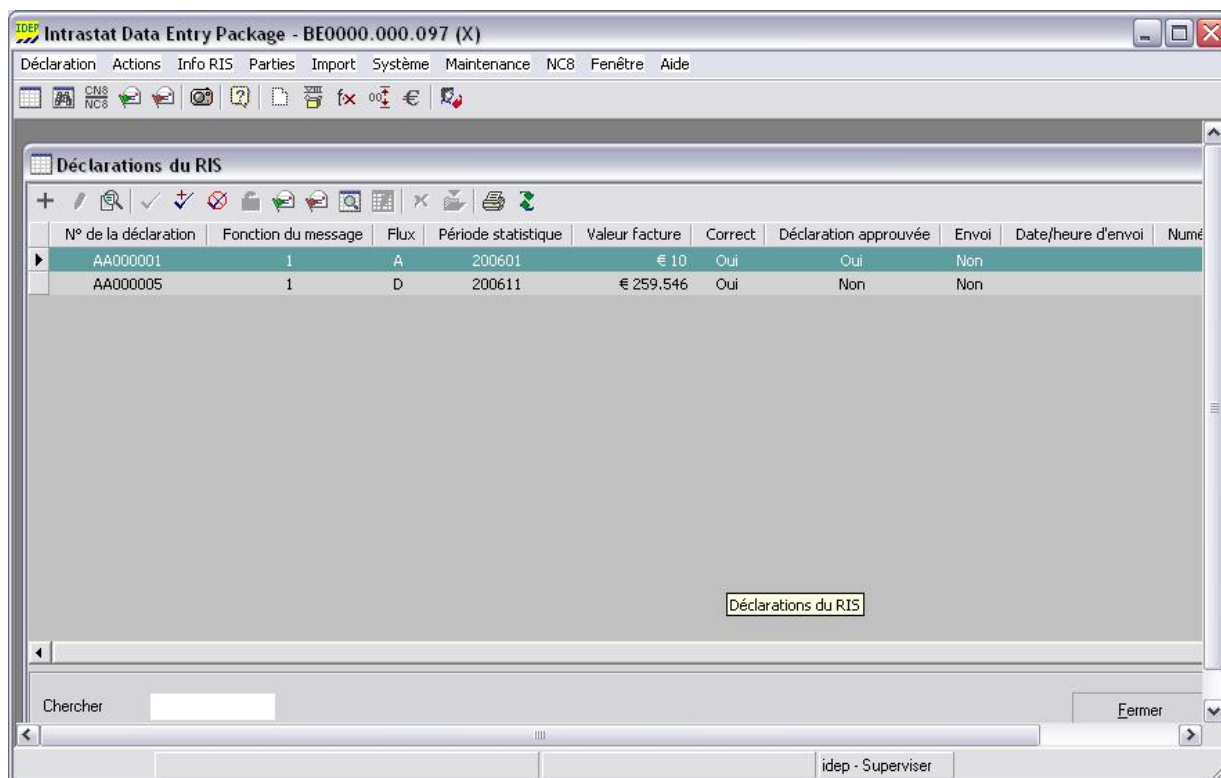 IDEP Intrastat Data Entry Package - BE0000.000.097 (X)
Déclaration Actions Info RIS Parties Import Système Maintenance NC8 Fenêtre Aide
CN8
NC8
Déclarations du RIS
N° de la déclaration Fonction du message Flux Période statistique Valeur facture Correct Déclaration approuvée Envoi Date/heure d'envoi Numé
AA000001 1 A 200601 € 10 Oui Oui Non
AA000005 1 D 200611 € 259.546 Oui Non Non
Déclarations du RIS
Chercher Fermer
idep - Superviser